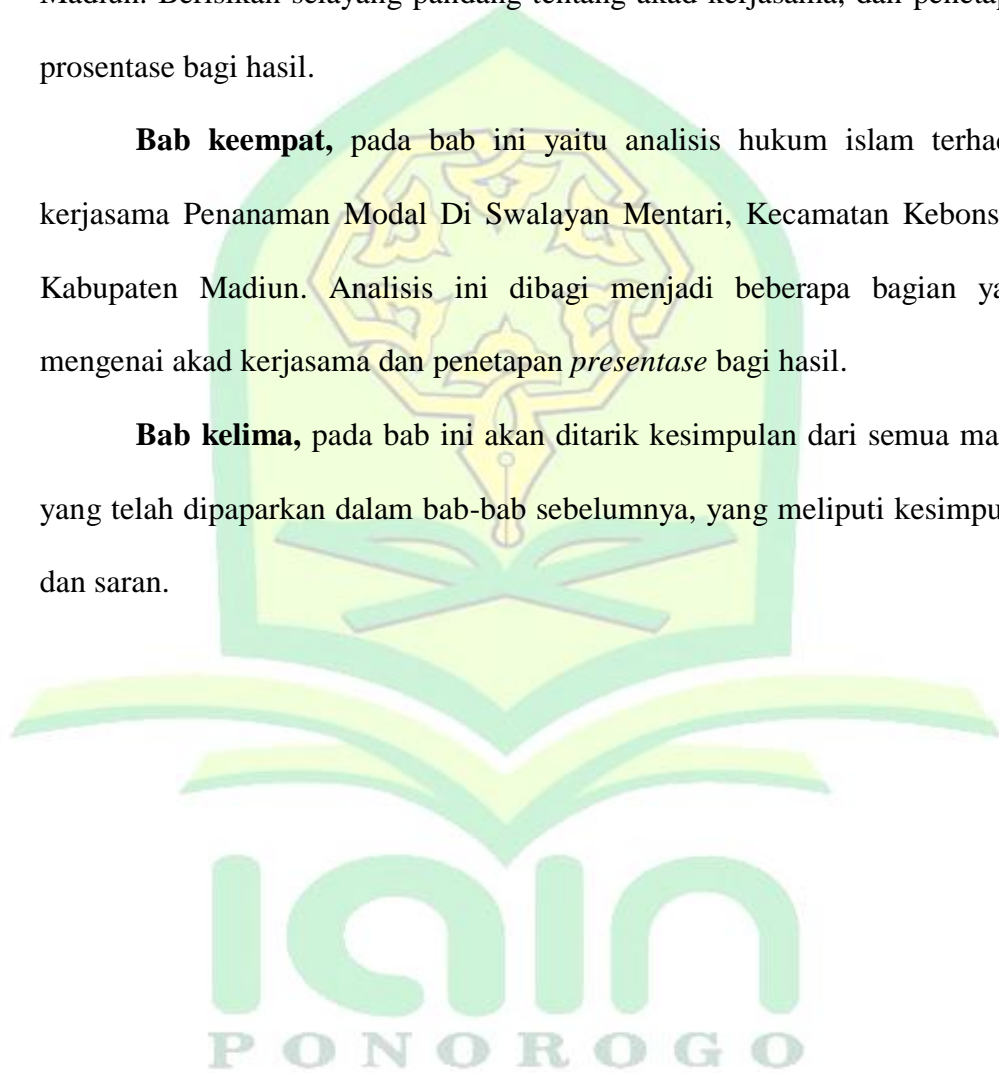 Madiun. Berisikan selayang pandang tentang akad kerjasama, dan penetap
prosentase bagi hasil.
Bab keempat, pada bab ini yaitu analisis hukum islam terhad
kerjasama Penanaman Modal Di Swalayan Mentari, Kecamatan Kebons
Kabupaten Madiun. Analisis ini dibagi menjadi beberapa bagian ya
mengenai akad kerjasama dan penetapan presentase bagi hasil.
Bab kelima, pada bab ini akan ditarik kesimpulan dari semua ma
yang telah dipaparkan dalam bab-bab sebelumnya, yang meliputi kesimpu
dan saran.
iain
PONOROGO